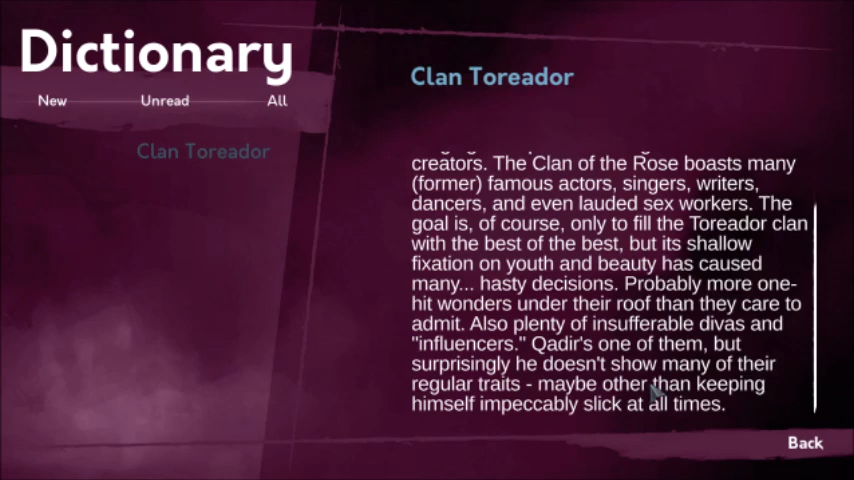 Dictionary
New Unread All
Clan Toreador
Clan Toreador
creators. The Clan of the Rose boasts many
(former) famous actors, singers, writers,
dancers, and even lauded sex workers. The
goal is, of course, only to fill the Toreador clan
with the best of the best, but its shallow
fixation on youth and beauty has caused
many... hasty decisions. Probably more one-
hit wonders under their roof than they care to
admit. Also plenty of insufferable divas and
"influencers." Qadir's one of them, but
surprisingly he doesn't show many of their
regular traits - maybe other than keeping
himself impeccably slick at all times.
Back